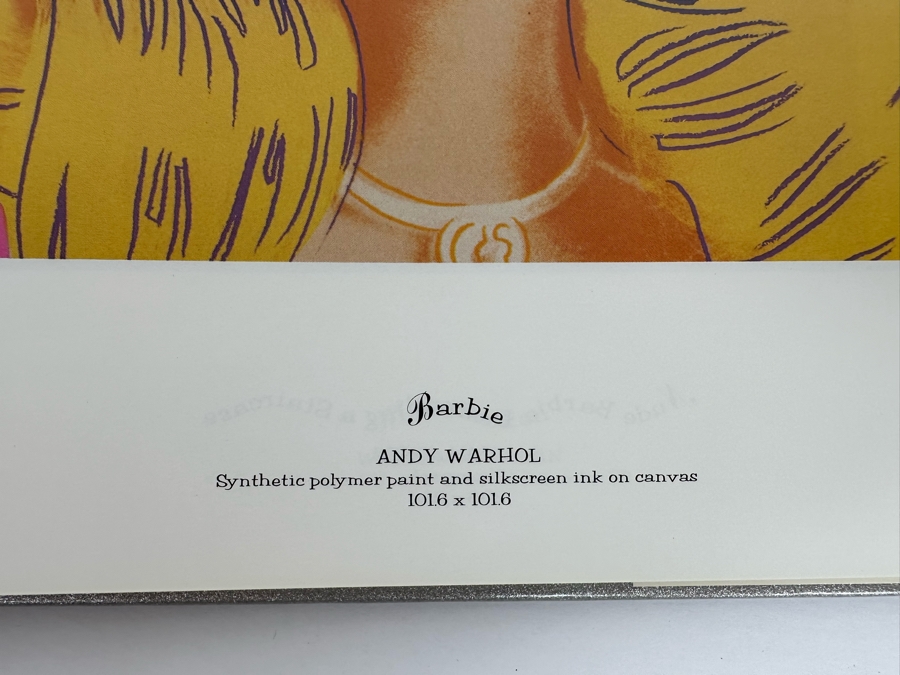 Barbie
ANDY WARHOL
Synthetic polymer paint and silkscreen ink on canvas
101.6 x 101.6